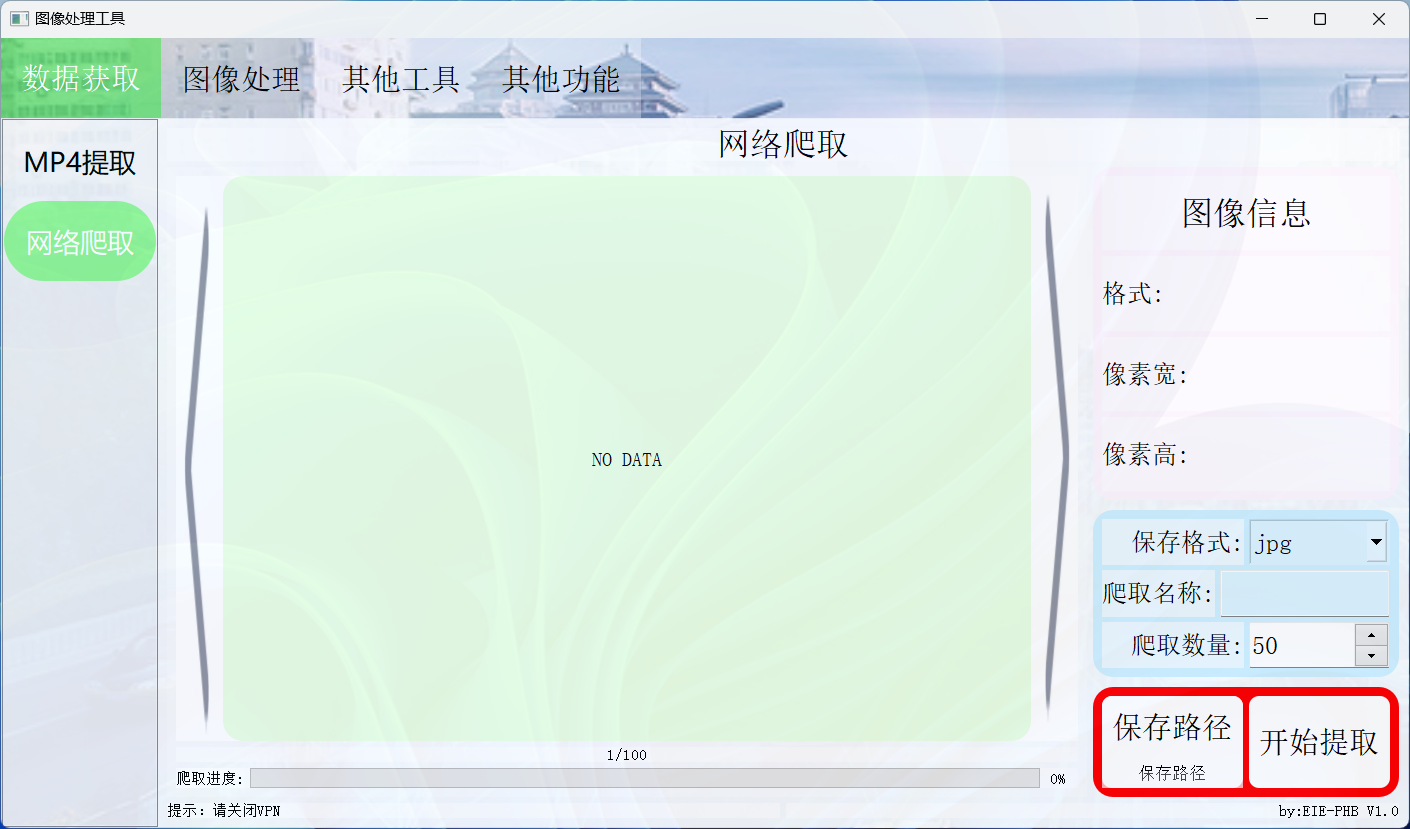 图像处理工具
数据获取 图像处理 其他工具 其他功能
MP4提取
网络爬取
网络爬取
NO DATA
1/100
爬取进度: 0%
提示: 请关闭VPN
图像信息
格式:
像素宽:
像素高:
保存格式: jpg
爬取名称:
爬取数量: 50
保存路径
保存路径
开始提取
by:EIE-PHB V1.0